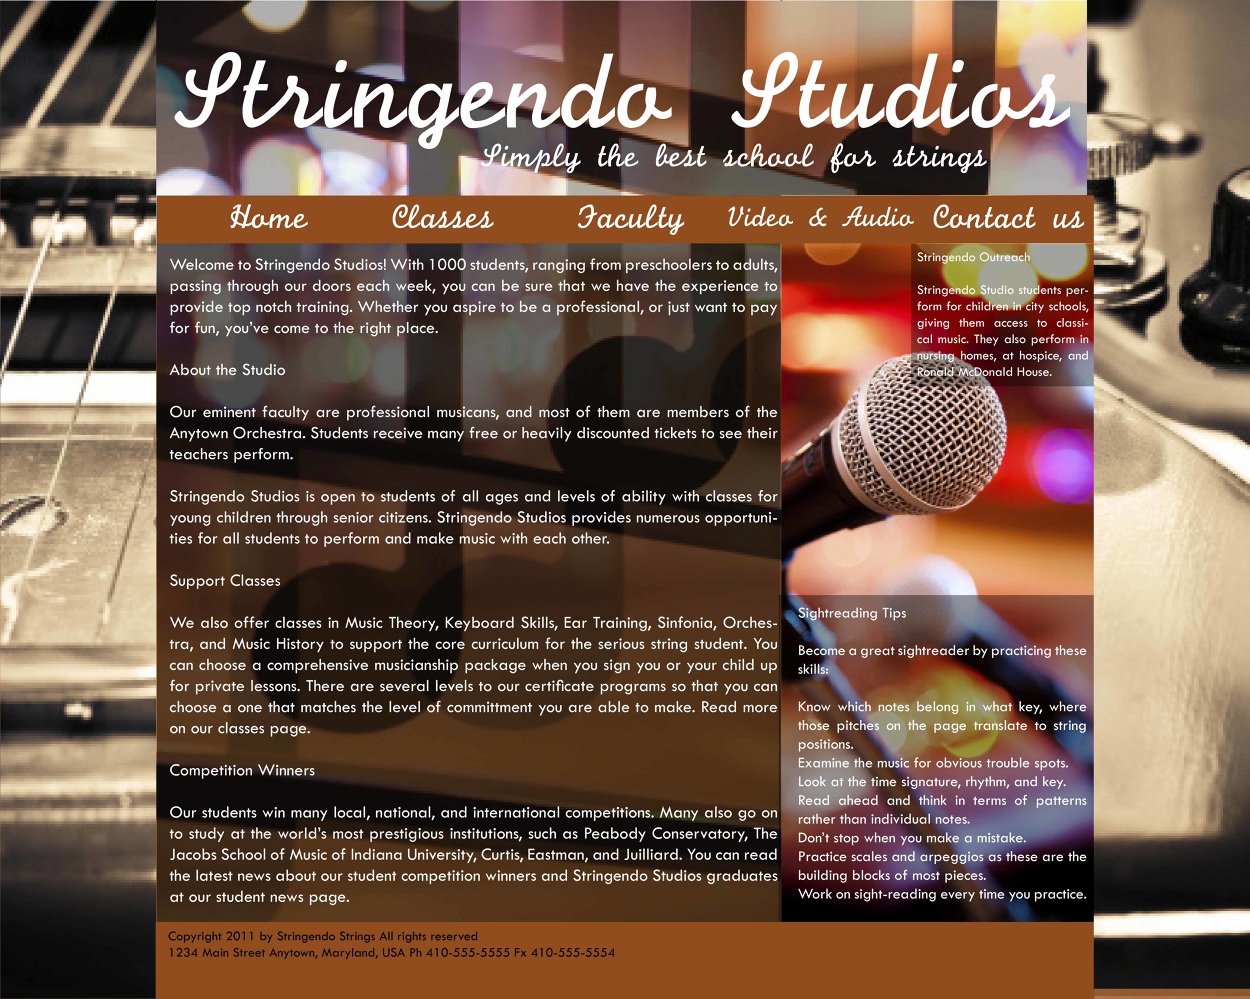 Stringendo Studios
Simply the best school for strings
Home Classes Faculty Video & Audio Contact us
Welcome to Stringendo Studios! With 1000 students, ranging from preschoolers to adults,
passing through our doors each week, you can be sure that we have the experience to
provide top notch training. Whether you aspire to be a professional, or just want to pay
for fun, you've come to the right place.
About the Studio
Our eminent faculty are professional musicans, and most of them are members of the
Anytown Orchestra. Students receive many free or heavily discounted tickets to see their
teachers perform.
Stringendo Studios is open to students of all ages and levels of ability with classes for
young children through senior citizens. Stringendo Studios provides numerous opportuni-
ties for all students to perform and make music with each other.
Support Classes
We also offer classes in Music Theory, Keyboard Skills, Ear Training, Sinfonia, Orches-
tra, and Music History to support the core curriculum for the serious string student. You
can choose a comprehensive musicianship package when you sign you or your child up
for private lessons. There are several levels to our certificate programs so that you can
choose a one that matches the level of committment you are able to make. Read more
on our classes page.
Competition Winners
Our students win many local, national, and international competitions. Many also go on
to study at the world's most prestigious institutions, such as Peabody Conservatory, The
Jacobs School of Music of Indiana University, Curtis, Eastman, and Juilliard. You can read
the latest news about our student competition winners and Stringendo Studios graduates
at our student news page.
Stringendo Outreach
Stringendo Studio students per-
form for children in city schools,
giving them access to classi-
cal music. They also perform in
nursing homes, at hospice, and
Ronald McDonald House.
Sightreading Tips
Become a great sightreader by practicing these
skills:
Know which notes belong in what key, where
those pitches on the page translate to string
positions.
Examine the music for obvious trouble spots.
Look at the time signature, rhythm, and key.
Read ahead and think in terms of patterns
rather than individual notes.
Don't stop when you make a mistake.
Practice scales and arpeggios as these are the
building blocks of most pieces.
Work on sight-reading every time you practice.
Copyright 2011 by Stringendo Strings All rights reserved
1234 Main Street Anytown, Maryland, USA Ph 410-555-5555 Fx 410-555-5554